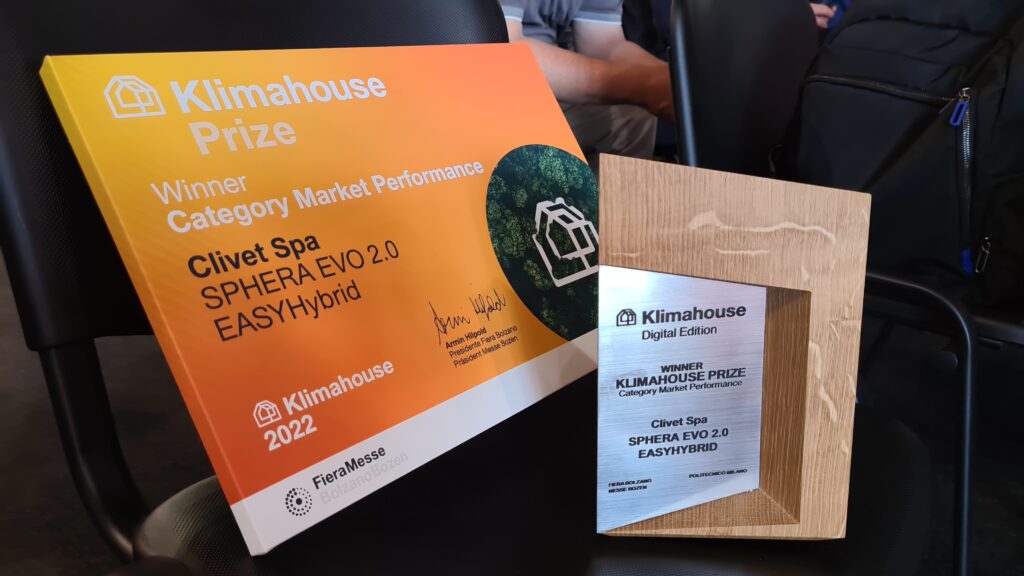 Klimahouse
Prize
Winner
Category Market Performance
Clivet Spa
SPHERA EVO 2.0
EASYHybrid
Armin Hilpold
Armin Hilpold
Presidente Fiera Bolzano
Präsident Messe Bozen
Klimahouse
2022
FieraMesse
Bolzano Bozen
Klimahouse
Digital Edition
WINNER
KLIMAHOUSE PRIZE
Category Market Performance
Clivet Spa
SPHERA EVO 2.0
EASYHYBRID
FIERA BOLZANO
MESSE BOZEN
POLITECNICO MILANO